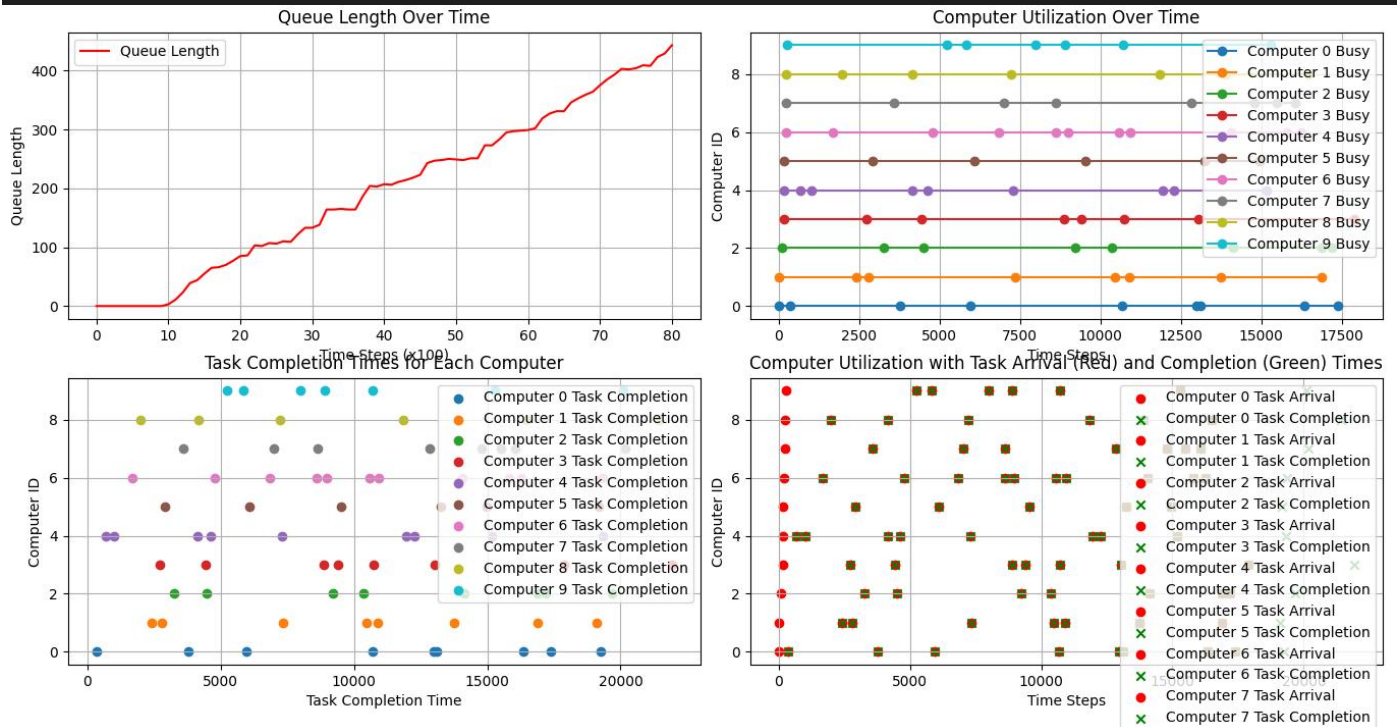 Queue Length Over Time
Queue Length
Queue Length
0
100
200
300
400
0
10
20
30
40
50
60
70
80
Time Steps (x100)
Computer Utilization Over Time
Computer ID
0
2
4
6
8
Computer 0 Busy
Computer 1 Busy
Computer 2 Busy
Computer 3 Busy
Computer 4 Busy
Computer 5 Busy
Computer 6 Busy
Computer 7 Busy
Computer 8 Busy
Computer 9 Busy
0
2500
5000
7500
10000
12500
15000
17500
Time Steps
Task Completion Times for Each Computer
Computer ID
0
2
4
6
8
Computer 0 Task Completion
Computer 1 Task Completion
Computer 2 Task Completion
Computer 3 Task Completion
Computer 4 Task Completion
Computer 5 Task Completion
Computer 6 Task Completion
Computer 7 Task Completion
Computer 8 Task Completion
Computer 9 Task Completion
0
5000
10000
15000
20000
Task Completion Time
Computer Utilization with Task Arrival (Red) and Completion (Green) Times
Computer ID
0
2
4
6
8
Computer 0 Task Arrival
Computer 0 Task Completion
Computer 1 Task Arrival
Computer 1 Task Completion
Computer 2 Task Arrival
Computer 2 Task Completion
Computer 3 Task Arrival
Computer 3 Task Completion
Computer 4 Task Arrival
Computer 4 Task Completion
Computer 5 Task Arrival
Computer 5 Task Completion
Computer 6 Task Arrival
Computer 6 Task Completion
Computer 7 Task Arrival
Computer 7 Task Completion
0
5000
10000
15000
20000
Time Steps